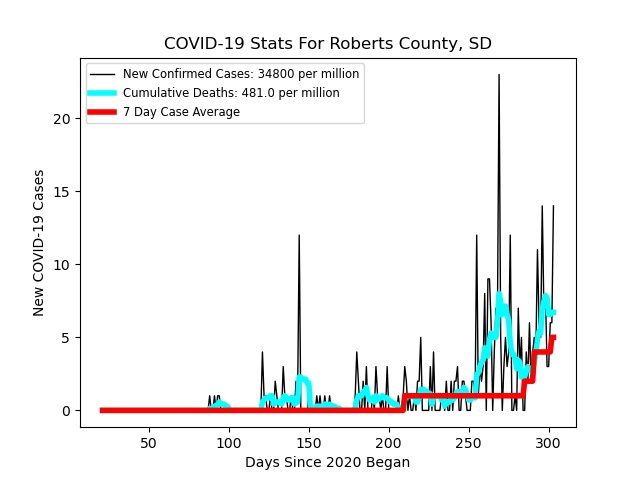 COVID-19 Stats For Roberts County, SD
New Confirmed Cases: 34800 per million
Cumulative Deaths: 481.0 per million
7 Day Case Average
New COVID-19 Cases
20
15
10
5
0
50 100 150 200 250 300
Days Since 2020 Began